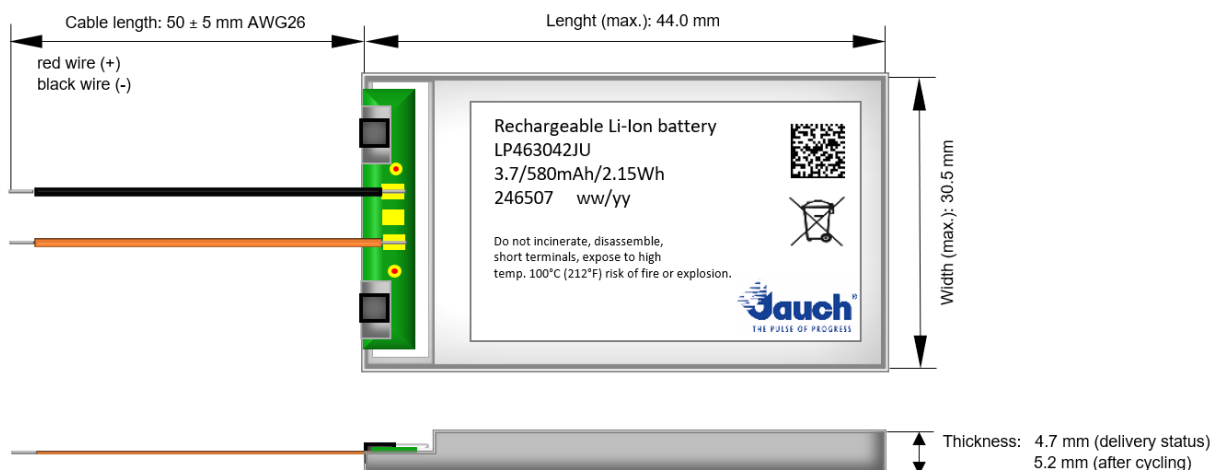 Cable length: 50 ± 5 mm AWG26
Lenght (max.): 44.0 mm
red wire (+)
black wire (-)
Rechargeable Li-Ion battery
LP463042JU
3.7/580mAh/2.15Wh
246507 ww/yy
Do not incinerate, disassemble,
short terminals, expose to high
temp. 100°C (212°F) risk of fire or explosion.
Jauch®
THE PULSE OF PROGRESS
Width (max.): 30.5 mm
Thickness: 4.7 mm (delivery status)
5.2 mm (after cycling)